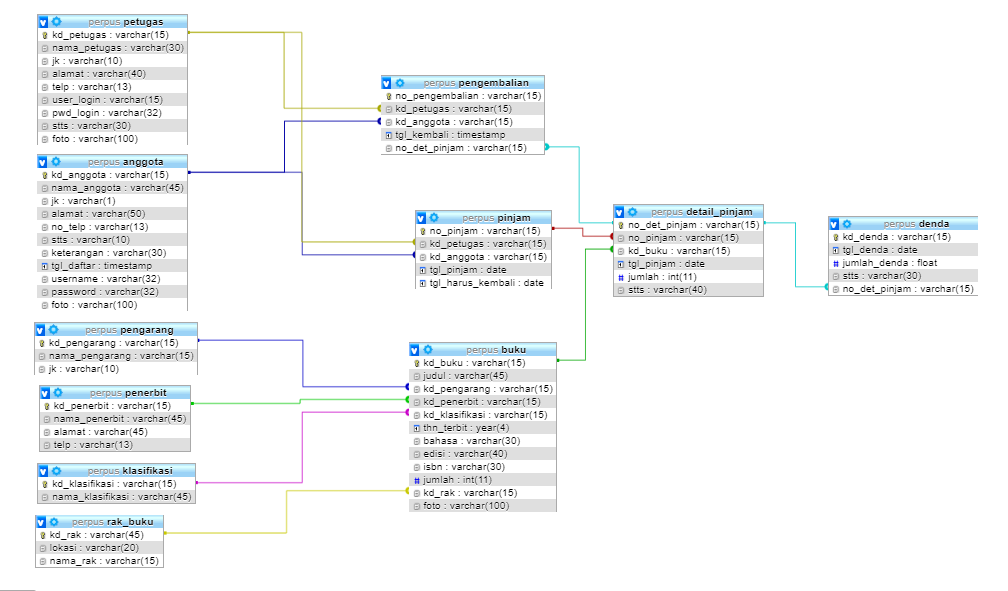 perpus petugas
kd_petugas : varchar(15)
nama_petugas : varchar(30)
jk : varchar(10)
alamat : varchar(40)
telp : varchar(13)
user_login : varchar(15)
pwd_login : varchar(32)
stts : varchar(30)
foto : varchar(100)
perpus anggota
kd_anggota : varchar(15)
nama_anggota : varchar(45)
jk : varchar(1)
alamat : varchar(50)
no_telp : varchar(13)
stts : varchar(10)
keterangan : varchar(30)
tgl_daftar : timestamp
username : varchar(32)
password : varchar(32)
foto : varchar(100)
perpus pengarang
kd_pengarang : varchar(15)
nama_pengarang : varchar(15)
jk : varchar(10)
perpus penerbit
kd_penerbit : varchar(15)
nama_penerbit : varchar(45)
alamat : varchar(45)
telp : varchar(13)
perpus klasifikasi
kd_klasifikasi : varchar(15)
nama_klasifikasi : varchar(45)
perpus rak_buku
kd_rak : varchar(45)
lokasi : varchar(20)
nama_rak : varchar(15)
perpus pengembalian
no_pengembalian : varchar(15)
kd_petugas : varchar(15)
kd_anggota : varchar(15)
tgl_kembali : timestamp
no_det_pinjam : varchar(15)
perpus pinjam
no_pinjam : varchar(15)
kd_petugas : varchar(15)
kd_anggota : varchar(15)
tgl_pinjam : date
tgl_harus_kembali : date
perpus buku
kd_buku : varchar(15)
judul : varchar(45)
kd_pengarang : varchar(15)
kd_penerbit : varchar(15)
kd_klasifikasi : varchar(15)
thn_terbit : year(4)
bahasa : varchar(30)
edisi : varchar(40)
isbn : varchar(30)
jumlah : int(11)
kd_rak : varchar(15)
foto : varchar(100)
perpus detail_pinjam
no_det_pinjam : varchar(15)
no_pinjam : varchar(15)
kd_buku : varchar(15)
tgl_pinjam : date
jumlah : int(11)
stts : varchar(40)
perpus denda
kd_denda : varchar(15)
tgl_denda : date
jumlah_denda : float
stts : varchar(30)
no_det_pinjam : varchar(15)